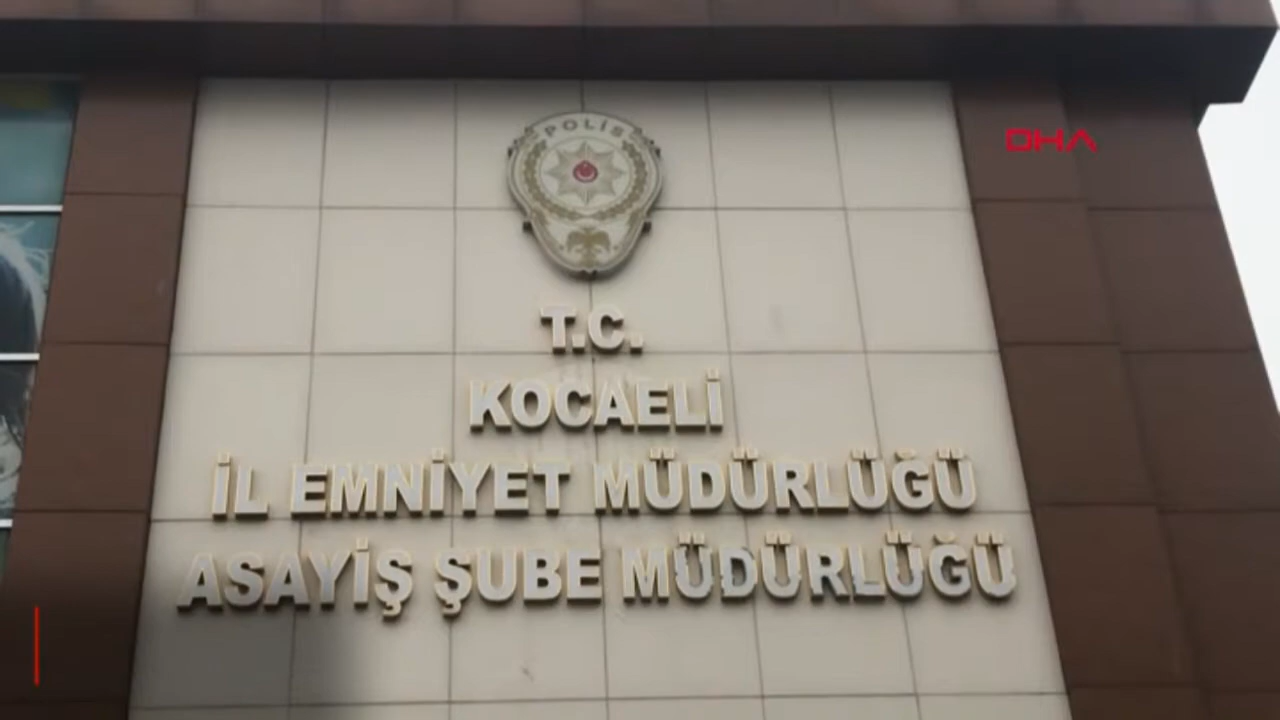 POLİS
DHA
T.C.
KOCAELİ
İL EMNİYET MÜDÜRLÜĞÜ
ASAYİŞ ŞUBE MÜDÜRLÜĞÜ